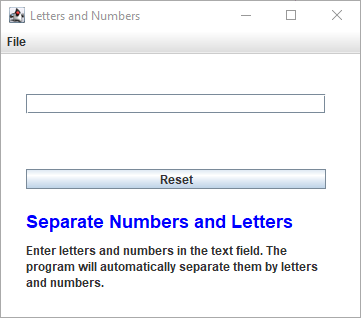 Letters and Numbers
File
Reset
Separate Numbers and Letters
Enter letters and numbers in the text field. The
program will automatically separate them by letters
and numbers.